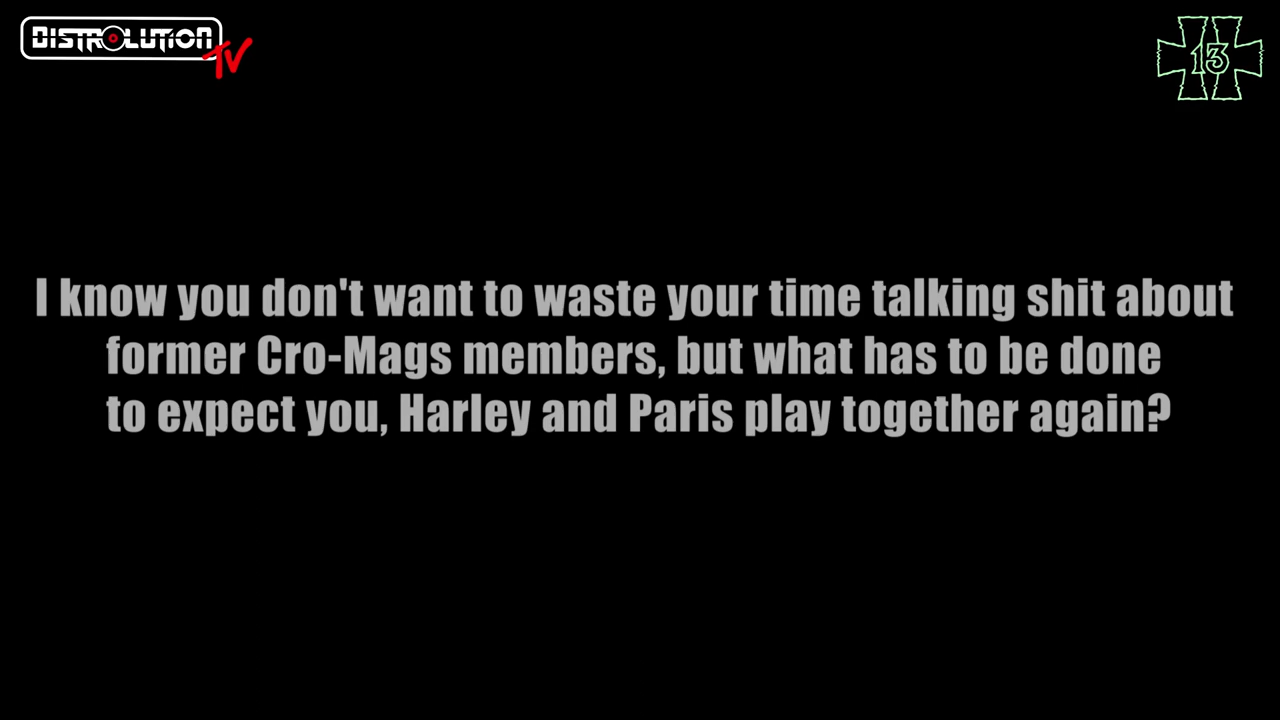 DISTROLUTION
TV
13
I know you don't want to waste your time talking shit about
former Cro-Mags members, but what has to be done
to expect you, Harley and Paris play together again?